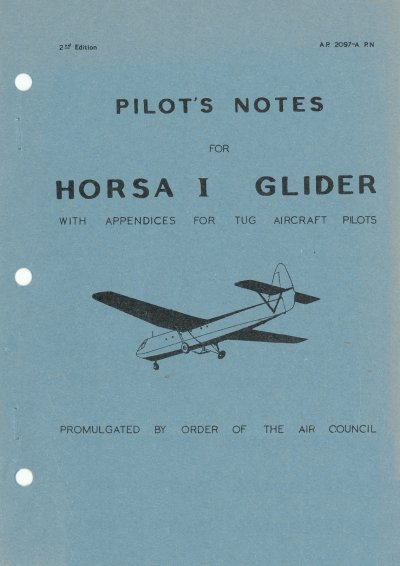 2nd Edition
A.P. 2097-A P.N
PILOT'S NOTES
FOR
HORSA I GLIDER
WITH APPENDICES FOR TUG AIRCRAFT PILOTS
PROMULGATED BY ORDER OF THE AIR COUNCIL